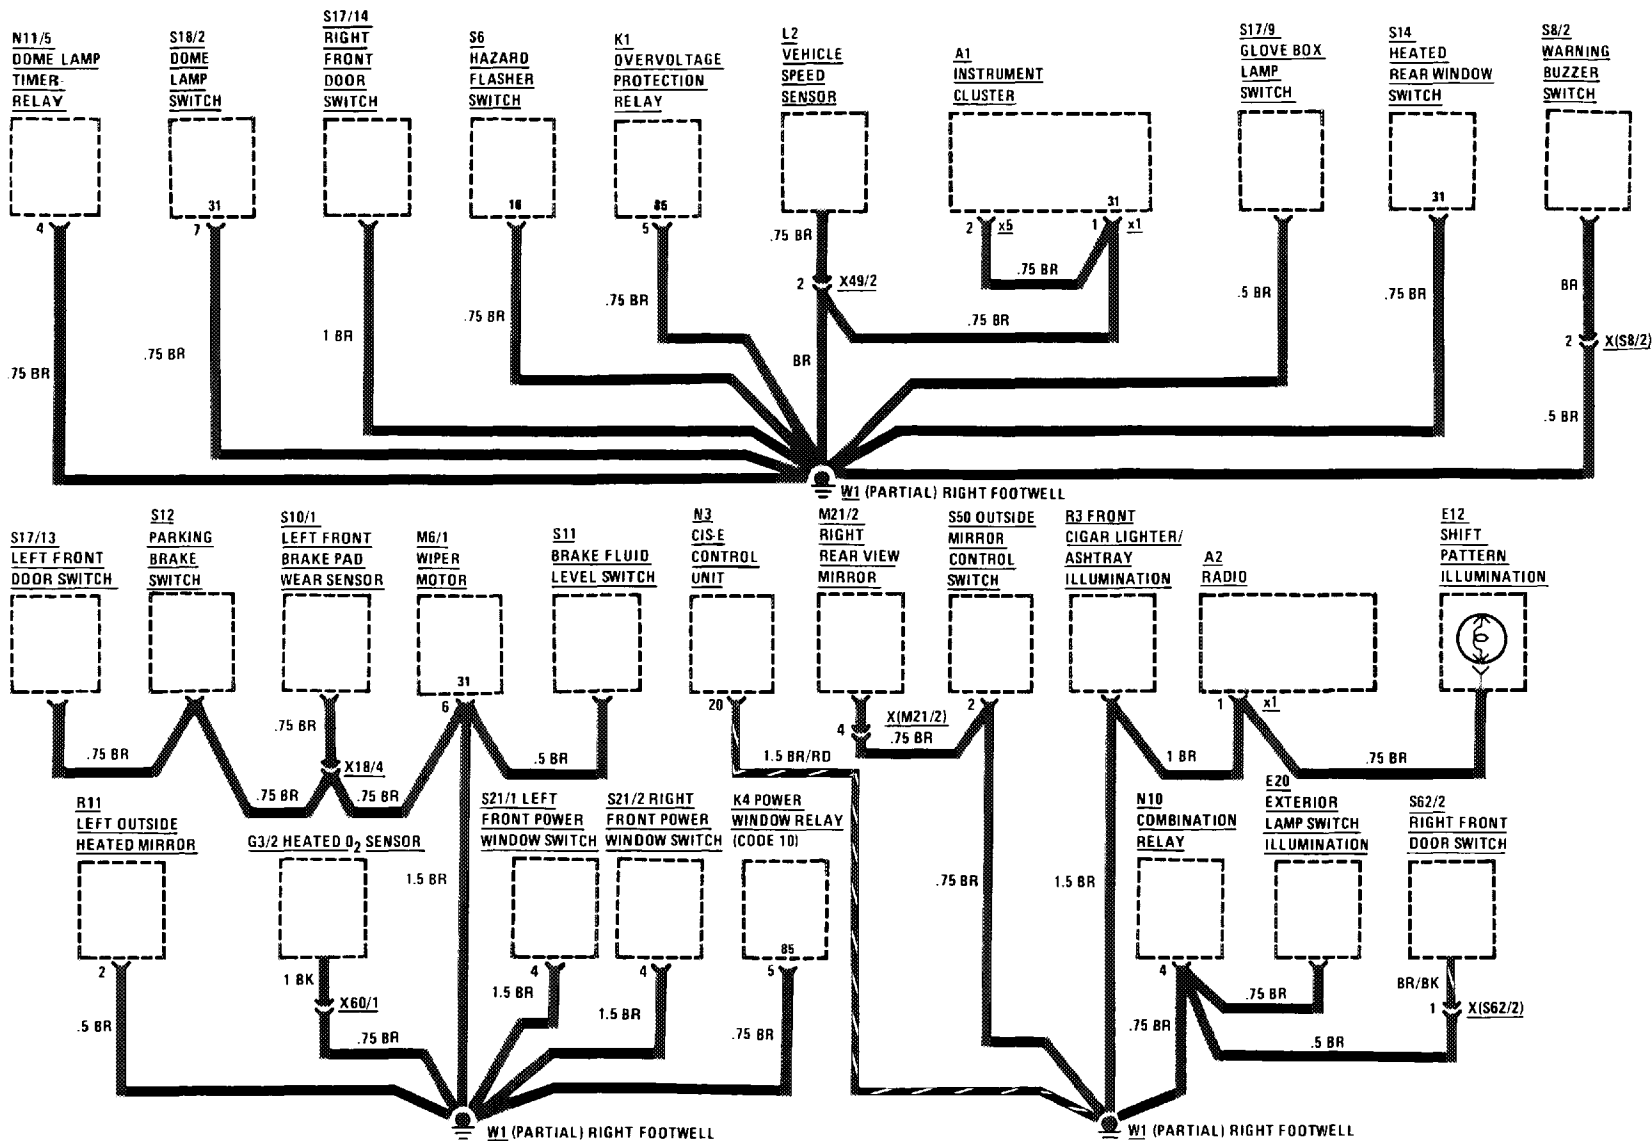 N11/5
DOME LAMP
TIMER
RELAY
S18/2
DOME
LAMP
SWITCH
S17/14
RIGHT
FRONT
DOOR
SWITCH
S6
HAZARD
FLASHER
SWITCH
K1
OVERVOLTAGE
PROTECTION
RELAY
L2
VEHICLE
SPEED
SENSOR
A1
INSTRUMENT
CLUSTER
S17/9
GLOVE BOX
LAMP
SWITCH
S14
HEATED
REAR WINDOW
SWITCH
S8/2
WARNING
BUZZER
SWITCH
31
16
85
31
31
4
7
5
2 x5
1 x1
.75 BR
2 X49/2
.75 BR
.75 BR
.75 BR
.75 BR
1 BR
.75 BR
.75 BR
BR
.5 BR
.75 BR
BR
2 X(S8/2)
.5 BR
W1 (PARTIAL) RIGHT FOOTWELL
S17/13
LEFT FRONT
DOOR SWITCH
S12
PARKING
BRAKE
SWITCH
S10/1
LEFT FRONT
BRAKE PAD
WEAR SENSOR
M6/1
WIPER
MOTOR
S11
BRAKE FLUID
LEVEL SWITCH
N3
CIS-E
CONTROL
UNIT
M21/2
RIGHT
REAR VIEW
MIRROR
S50 OUTSIDE
MIRROR
CONTROL
SWITCH
R3 FRONT
CIGAR LIGHTER/
ASHTRAY
ILLUMINATION
A2
RADIO
E12
SHIFT
PATTERN
ILLUMINATION
31
6
20
4 X(M21/2)
2
1 x1
.75 BR
.75 BR
X18/4
.75 BR
.75 BR
.5 BR
1.5 BR/RD
.75 BR
1 BR
.75 BR
R11
LEFT OUTSIDE
HEATED MIRROR
G3/2 HEATED O2 SENSOR
S21/1 LEFT
FRONT POWER
WINDOW SWITCH
S21/2 RIGHT
FRONT POWER
WINDOW SWITCH
K4 POWER
WINDOW RELAY
(CODE 10)
N10
COMBINATION
RELAY
E20
EXTERIOR
LAMP SWITCH
ILLUMINATION
S62/2
RIGHT FRONT
DOOR SWITCH
1.5 BR
.75 BR
1.5 BR
85
2
1 BK
X60/1
4
4
5
4
.5 BR
.75 BR
1.5 BR
1.5 BR
.75 BR
.75 BR
.75 BR
BR/BK
1 X(S62/2)
.5 BR
W1 (PARTIAL) RIGHT FOOTWELL
W1 (PARTIAL) RIGHT FOOTWELL